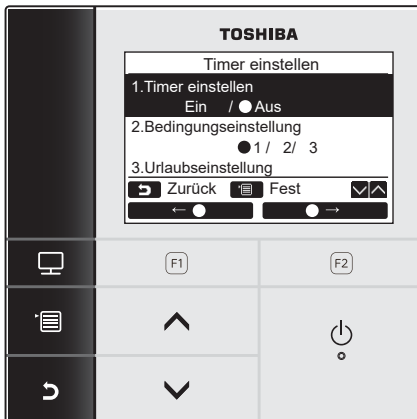 TOSHIBA
Timer einstellen
1.Timer einstellen
Ein / ●Aus
2.Bedingungseinstellung
●1 / 2/ 3
3.Urlaubseinstellung
Zurück Fest
← ● ● →
F1 F2